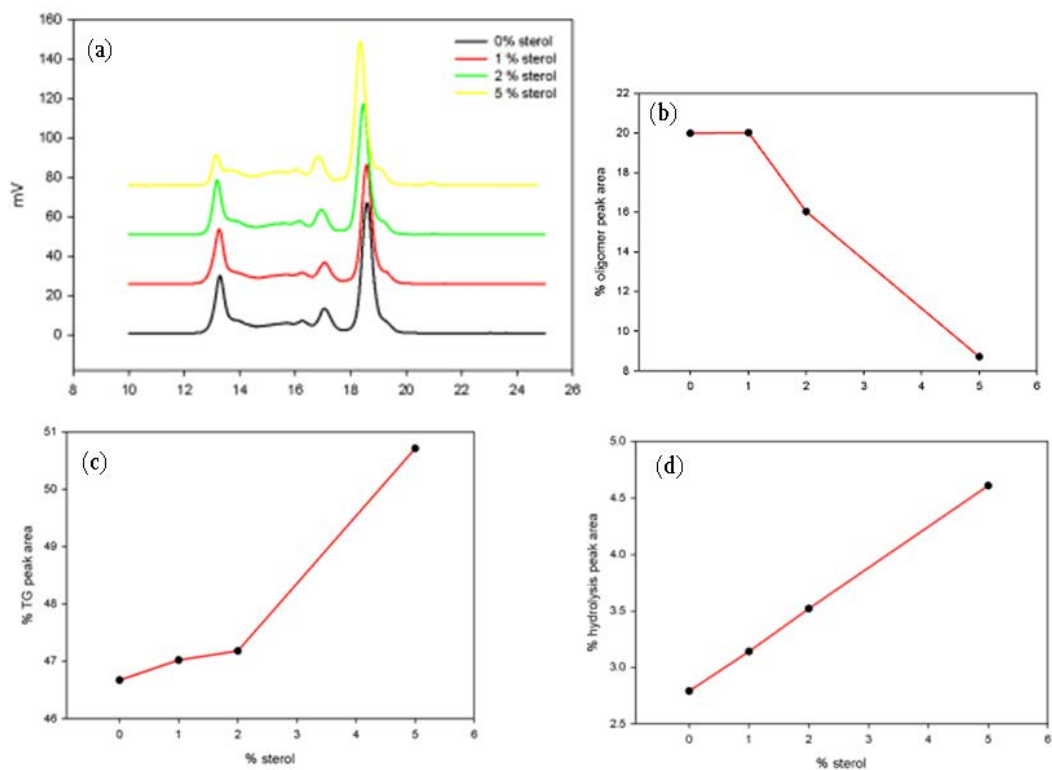 (a)
160
140
120
100
80
60
40
20
0
mV
0% sterol
1 % sterol
2 % sterol
5 % sterol
8 10 12 14 16 18 20 22 24 26
(b)
22
20
18
16
14
12
10
8
% oligomer peak area
0 1 2 3 4 5 6
(c)
51
50
49
48
47
46
% TG peak area
0 1 2 3 4 5 6
% sterol
(d)
5.0
4.5
4.0
3.5
3.0
2.5
% hydrolysis peak area
0 1 2 3 4 5 6
% sterol